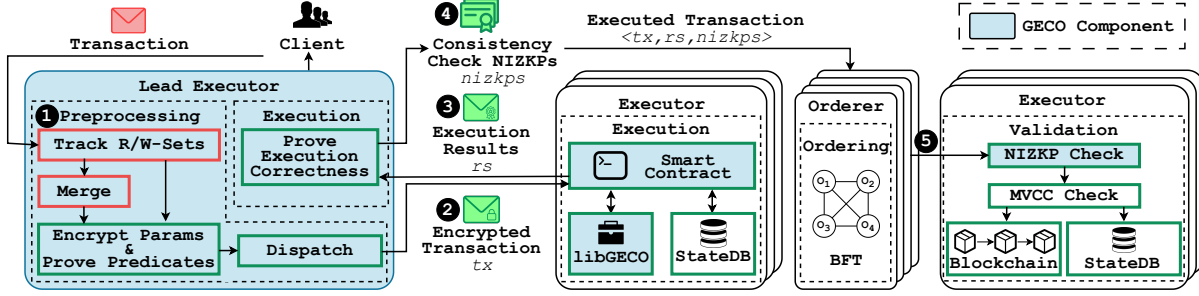 Transaction
Client
4
Consistency
Check NIZKPs
nizkps
Executed Transaction
<tx,rs,nizkps>
GECO Component
Lead Executor
1
Preprocessing
Track R/W-Sets
Merge
Encrypt Params
&
Prove Predicates
Execution
Prove
Execution
Correctness
Dispatch
3
Execution
Results
rs
2
Encrypted
Transaction
tx
Executor
Execution
Smart
Contract
libGECO
StateDB
Orderer
Ordering
O1
O2
O3
O4
BFT
5
Executor
Validation
NIZKP Check
MVCC Check
Blockchain
StateDB